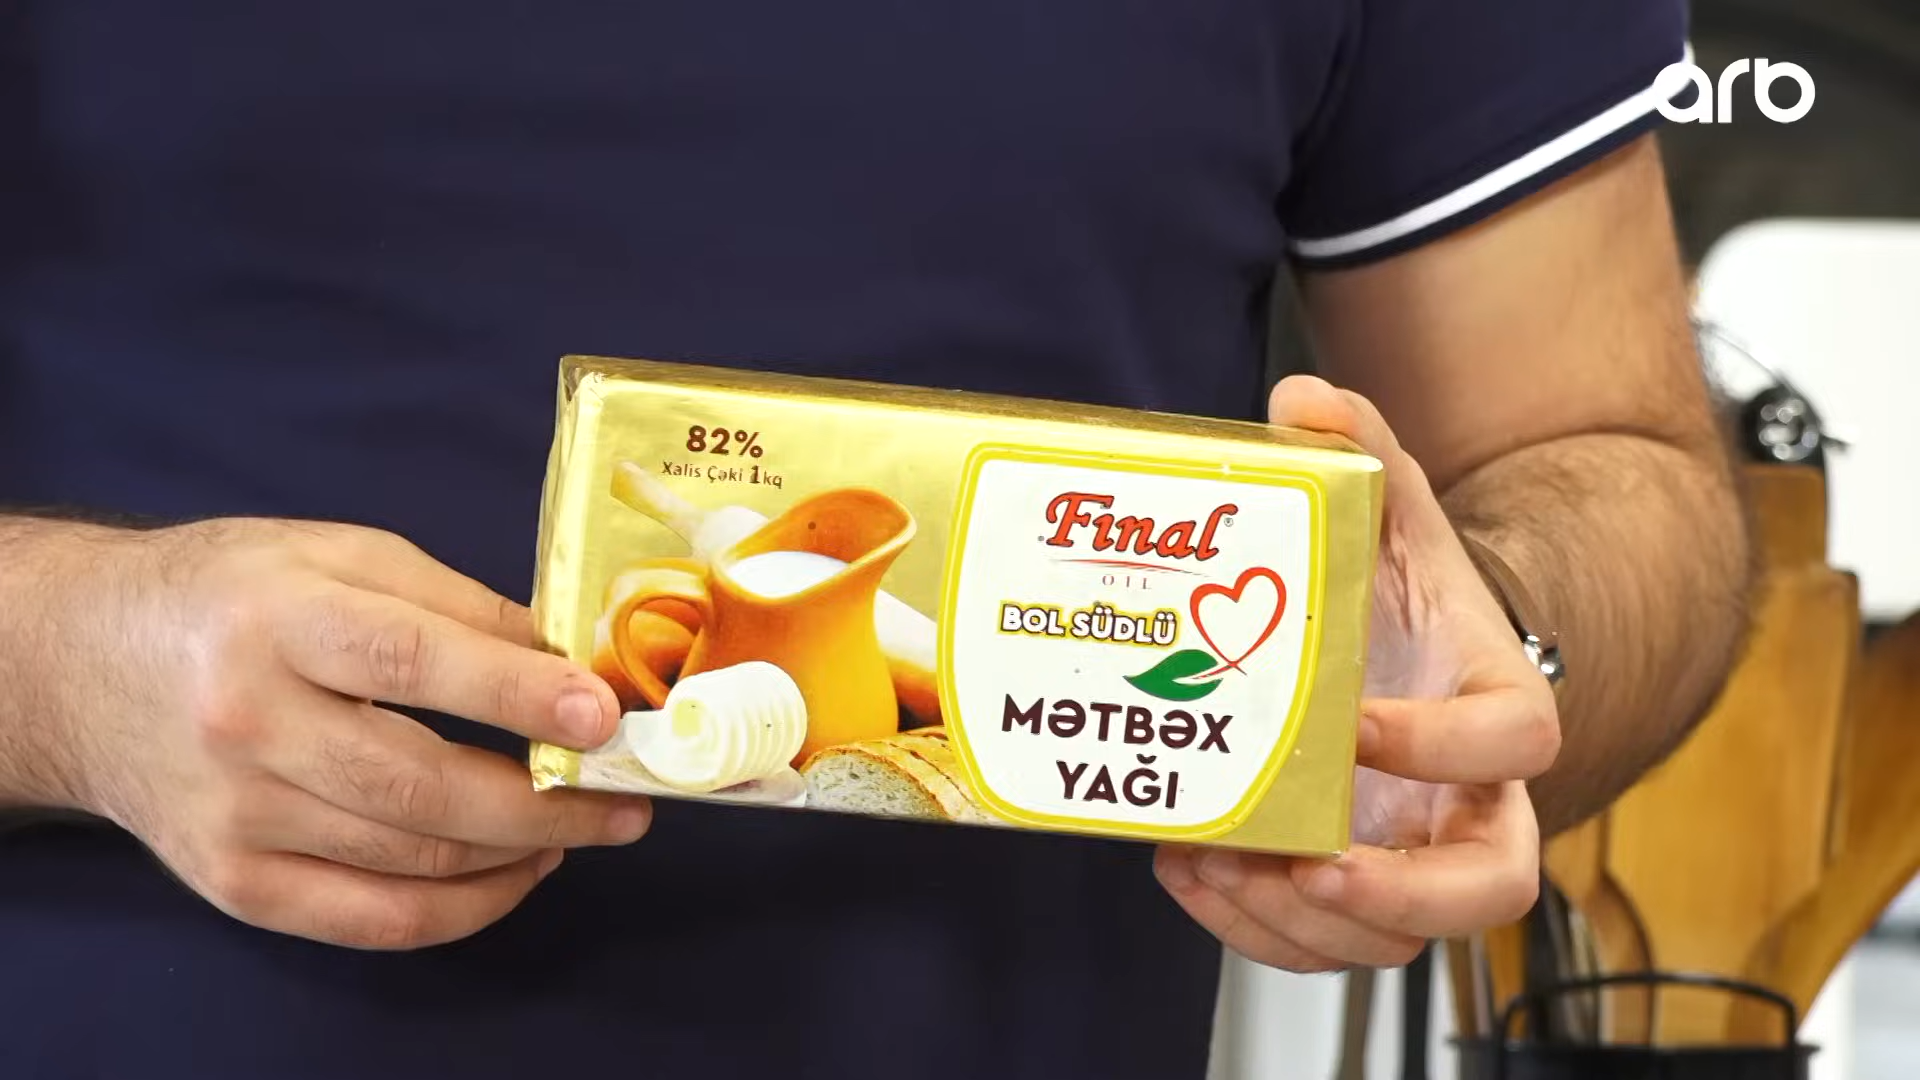 arb
82%
Xalis Çəki 1kq
Final
OIL
BOL SÜDLÜ
MƏTBƏX
YAĞI